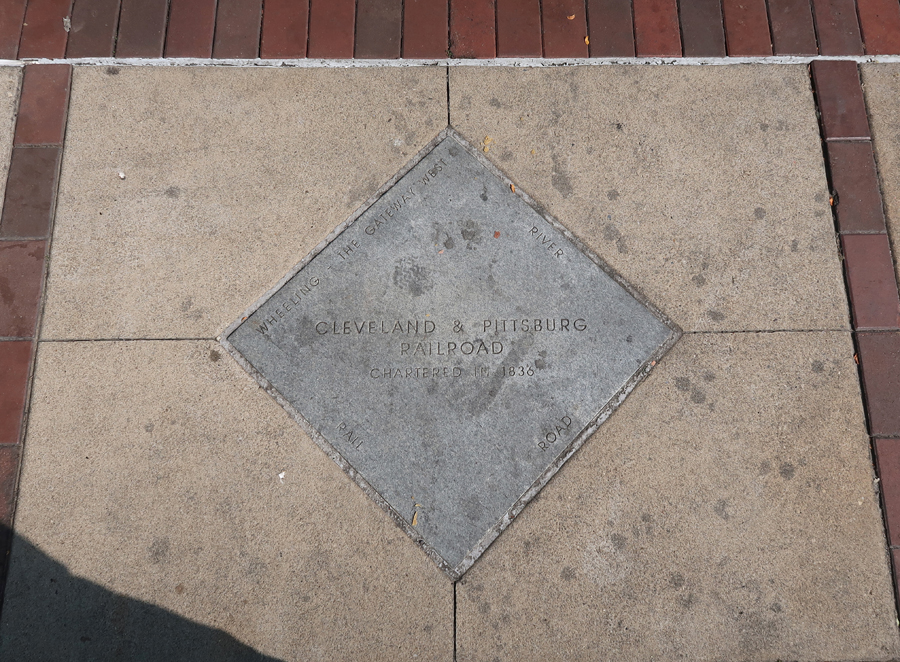 WHEELING - THE GATEWAY WEST
RIVER
CLEVELAND & PITTSBURG
RAILROAD
CHARTERED IN 1836
RAIL
ROAD